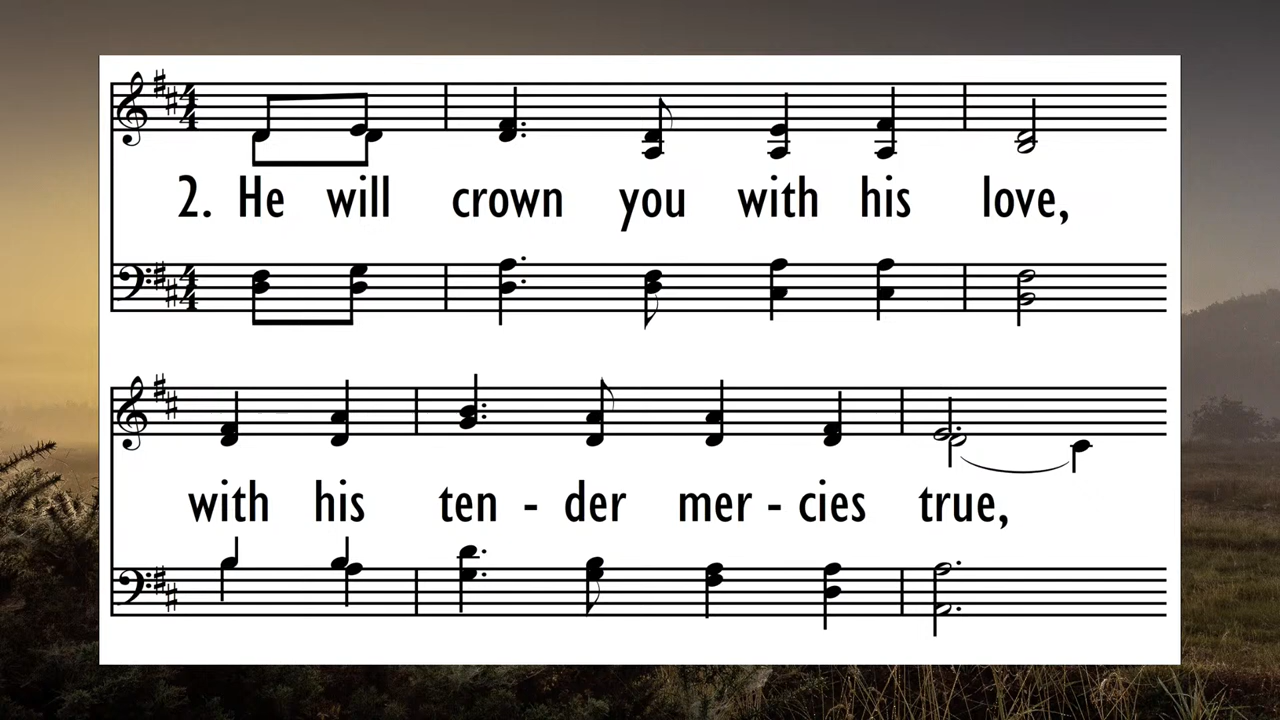 2. He will crown you with his love,
with his ten - der mer - cies true,